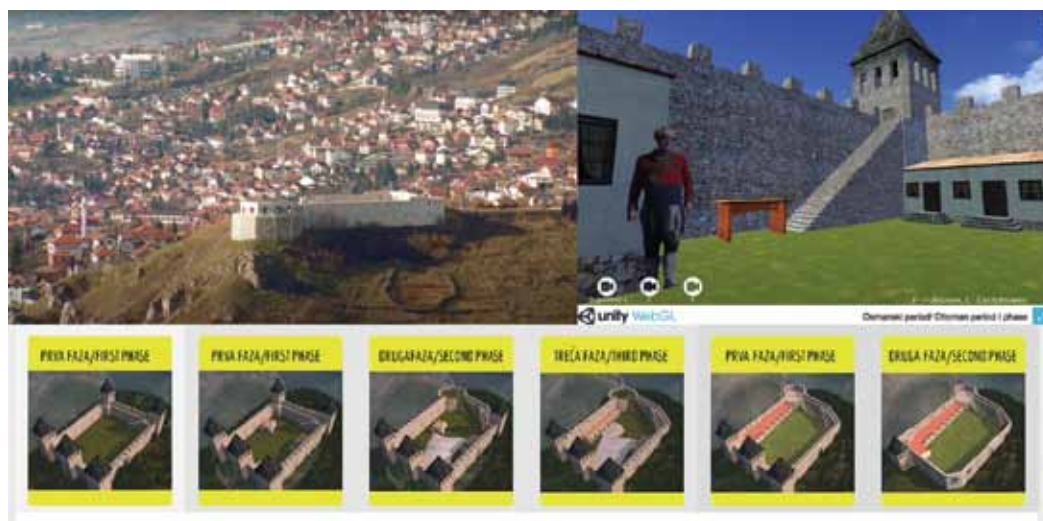 unity WebGL
Osmanski period/ Ottoman period I phase
PRVA FAZA/FIRST PHASE
PRVA FAZA/FIRST PHASE
DRUGA FAZA/SECOND PHASE
TREĆA FAZA/THIRD PHASE
PRVA FAZA/FIRST PHASE
DRUGA FAZA/SECOND PHASE